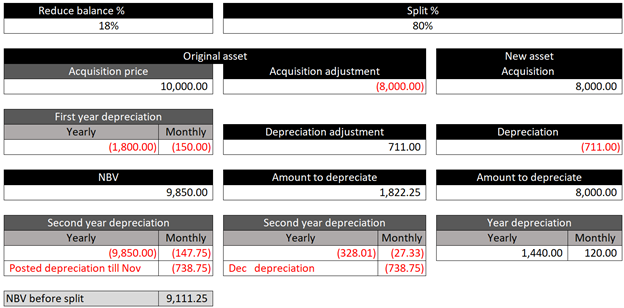 Reduce balance % Split %
18% 80%
Original asset New asset
Acquisition price Acquisition adjustment Acquisition
10,000.00 (8,000.00) 8,000.00
First year depreciation
Yearly Monthly Depreciation adjustment Depreciation
(1,800.00) (150.00) 711.00 (711.00)
NBV Amount to depreciate Amount to depreciate
9,850.00 1,822.25 8,000.00
Second year depreciation Second year depreciation Year depreciation
Yearly Monthly Yearly Monthly Yearly Monthly
(9,850.00) (147.75) (328.01) (27.33) 1,440.00 120.00
Posted depreciation till Nov (738.75) Dec depreciation (738.75)
NBV before split 9,111.25